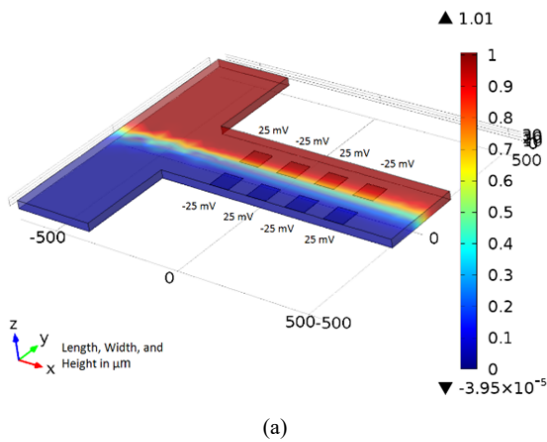 ▲ 1.01
1
0.9
0.8
0.7
0.6
0.5
0.4
0.3
0.2
0.1
0
▼ -3.95×10⁻⁵
500
0
25 mV
-25 mV
25 mV
-25 mV
-25 mV
25 mV
-25 mV
25 mV
-500
0
500-500
z
y
x
Length, Width, and
Height in µm
(a)